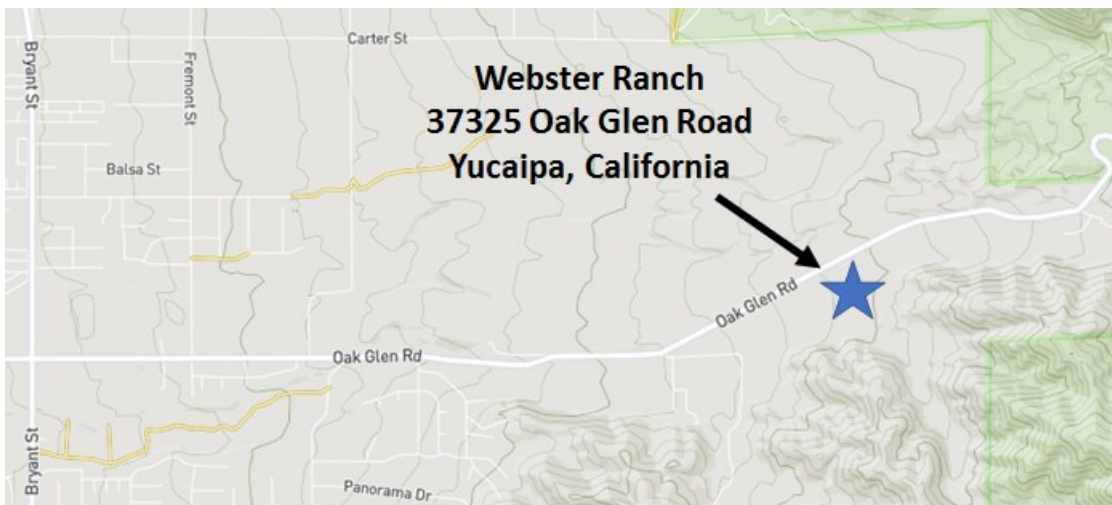 Carter St
Bryant St
Fremont St
Webster Ranch
37325 Oak Glen Road
Yucaipa, California
Balsa St
Oak Glen Rd
Oak Glen Rd
Bryant St
Panorama Dr